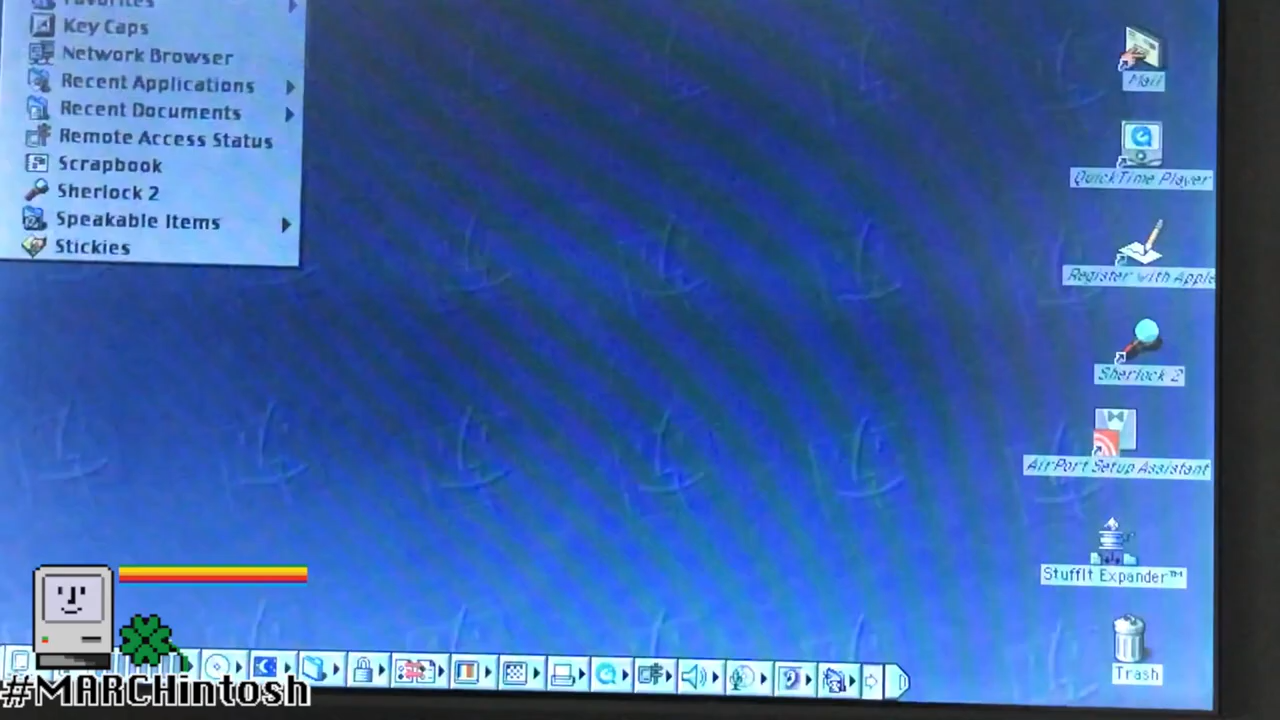 Favorites
Key Caps
Network Browser
Recent Applications
Recent Documents
Remote Access Status
Scrapbook
Sherlock 2
Speakable Items
Stickies
Mail
QuickTime Player
Register with Apple
Sherlock 2
AirPort Setup Assistant
StuffIt Expander™
Trash
#MARCHintosh